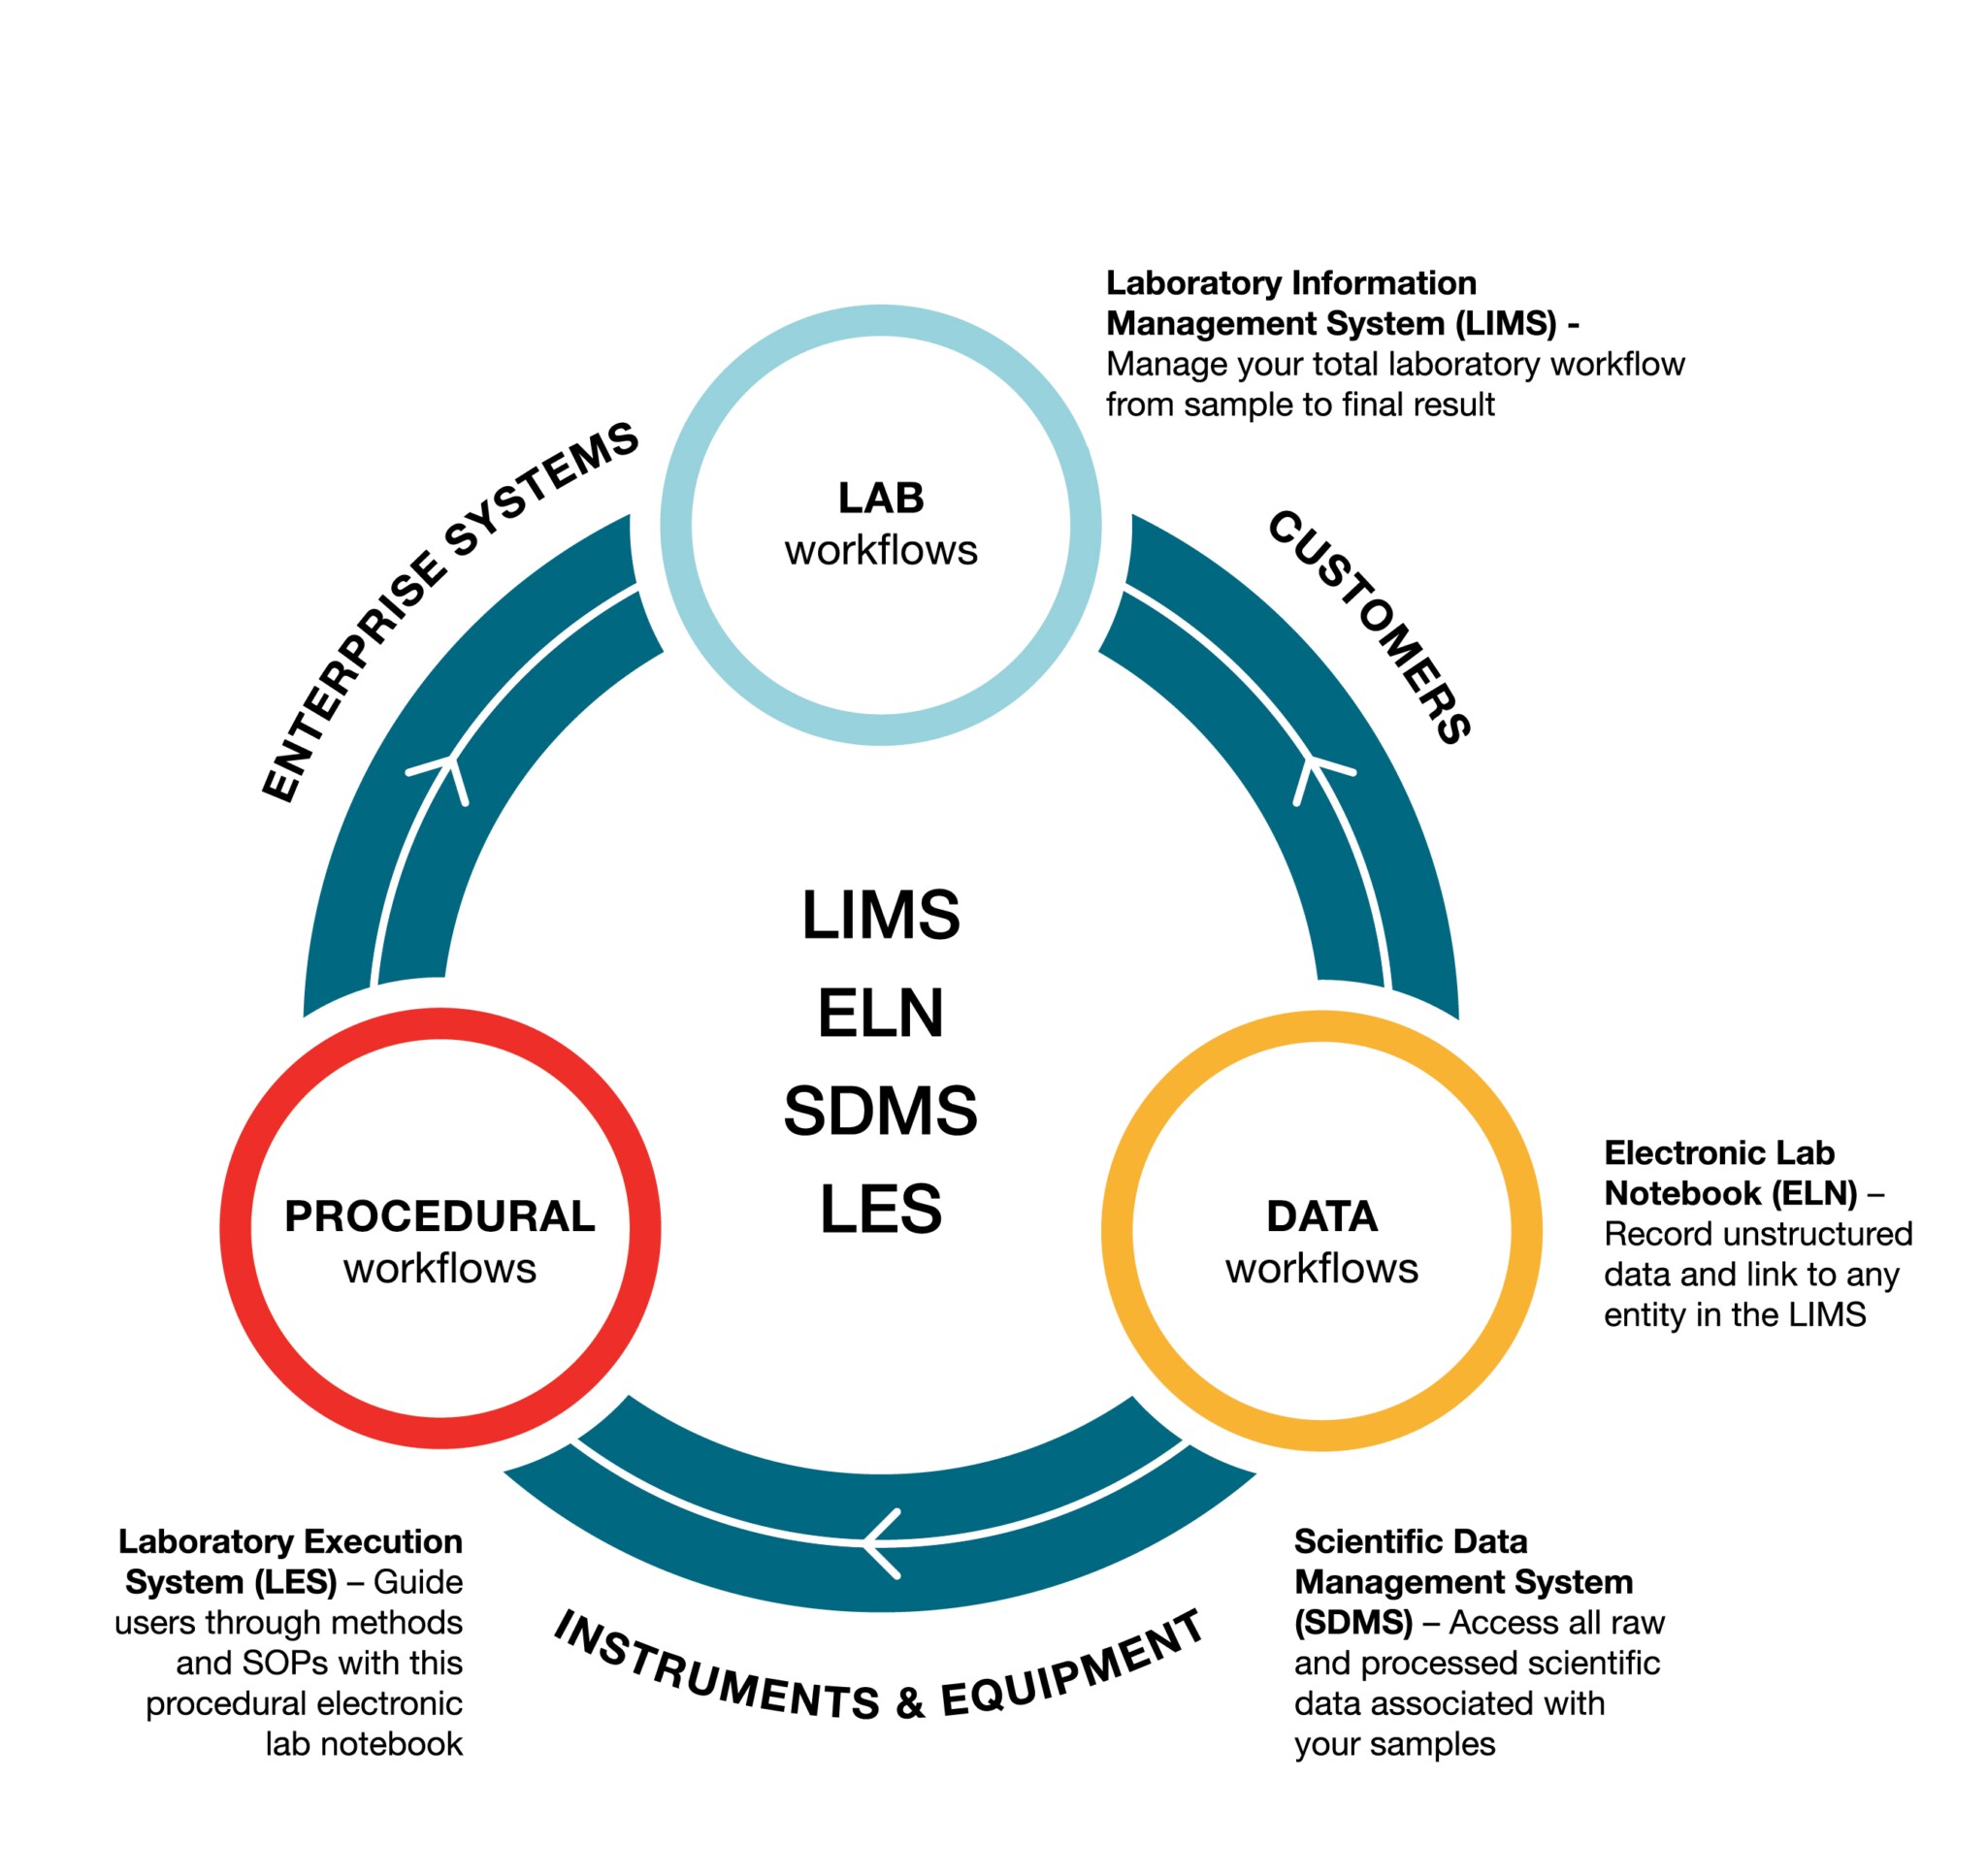 Laboratory Information
Management System (LIMS) -
Manage your total laboratory workflow
from sample to final result
ENTERPRISE SYSTEMS
LAB
workflows
CUSTOMERS
LIMS
ELN
SDMS
LES
PROCEDURAL
workflows
DATA
workflows
Electronic Lab
Notebook (ELN) –
Record unstructured
data and link to any
entity in the LIMS
Laboratory Execution
System (LES) – Guide
users through methods
and SOPs with this
procedural electronic
lab notebook
INSTRUMENTS & EQUIPMENT
Scientific Data
Management System
(SDMS) – Access all raw
and processed scientific
data associated with
your samples